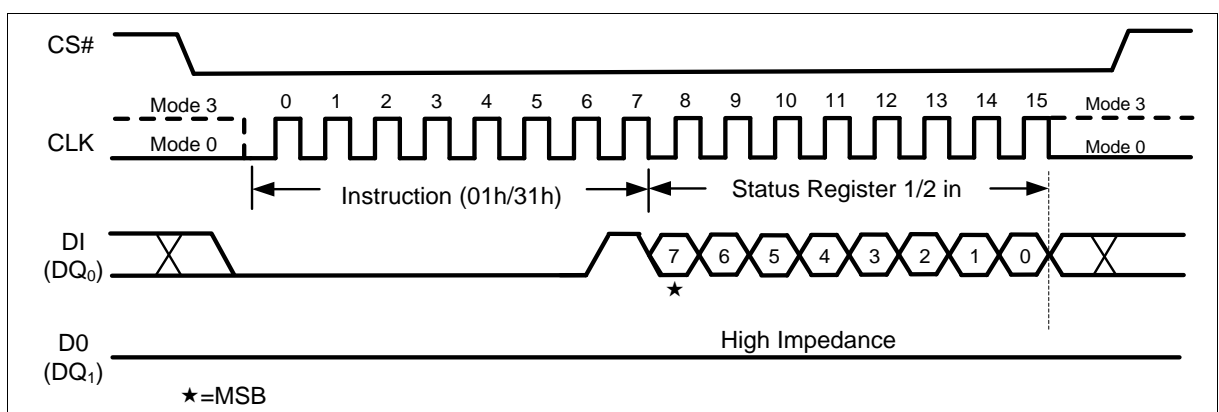 CS#
Mode 3 0 1 2 3 4 5 6 7 8 9 10 11 12 13 14 15 Mode 3
CLK Mode 0 Mode 0
Instruction (01h/31h) Status Register 1/2 in
DI
(DQ0) 7 6 5 4 3 2 1 0
★
D0 High Impedance
(DQ1)
★=MSB